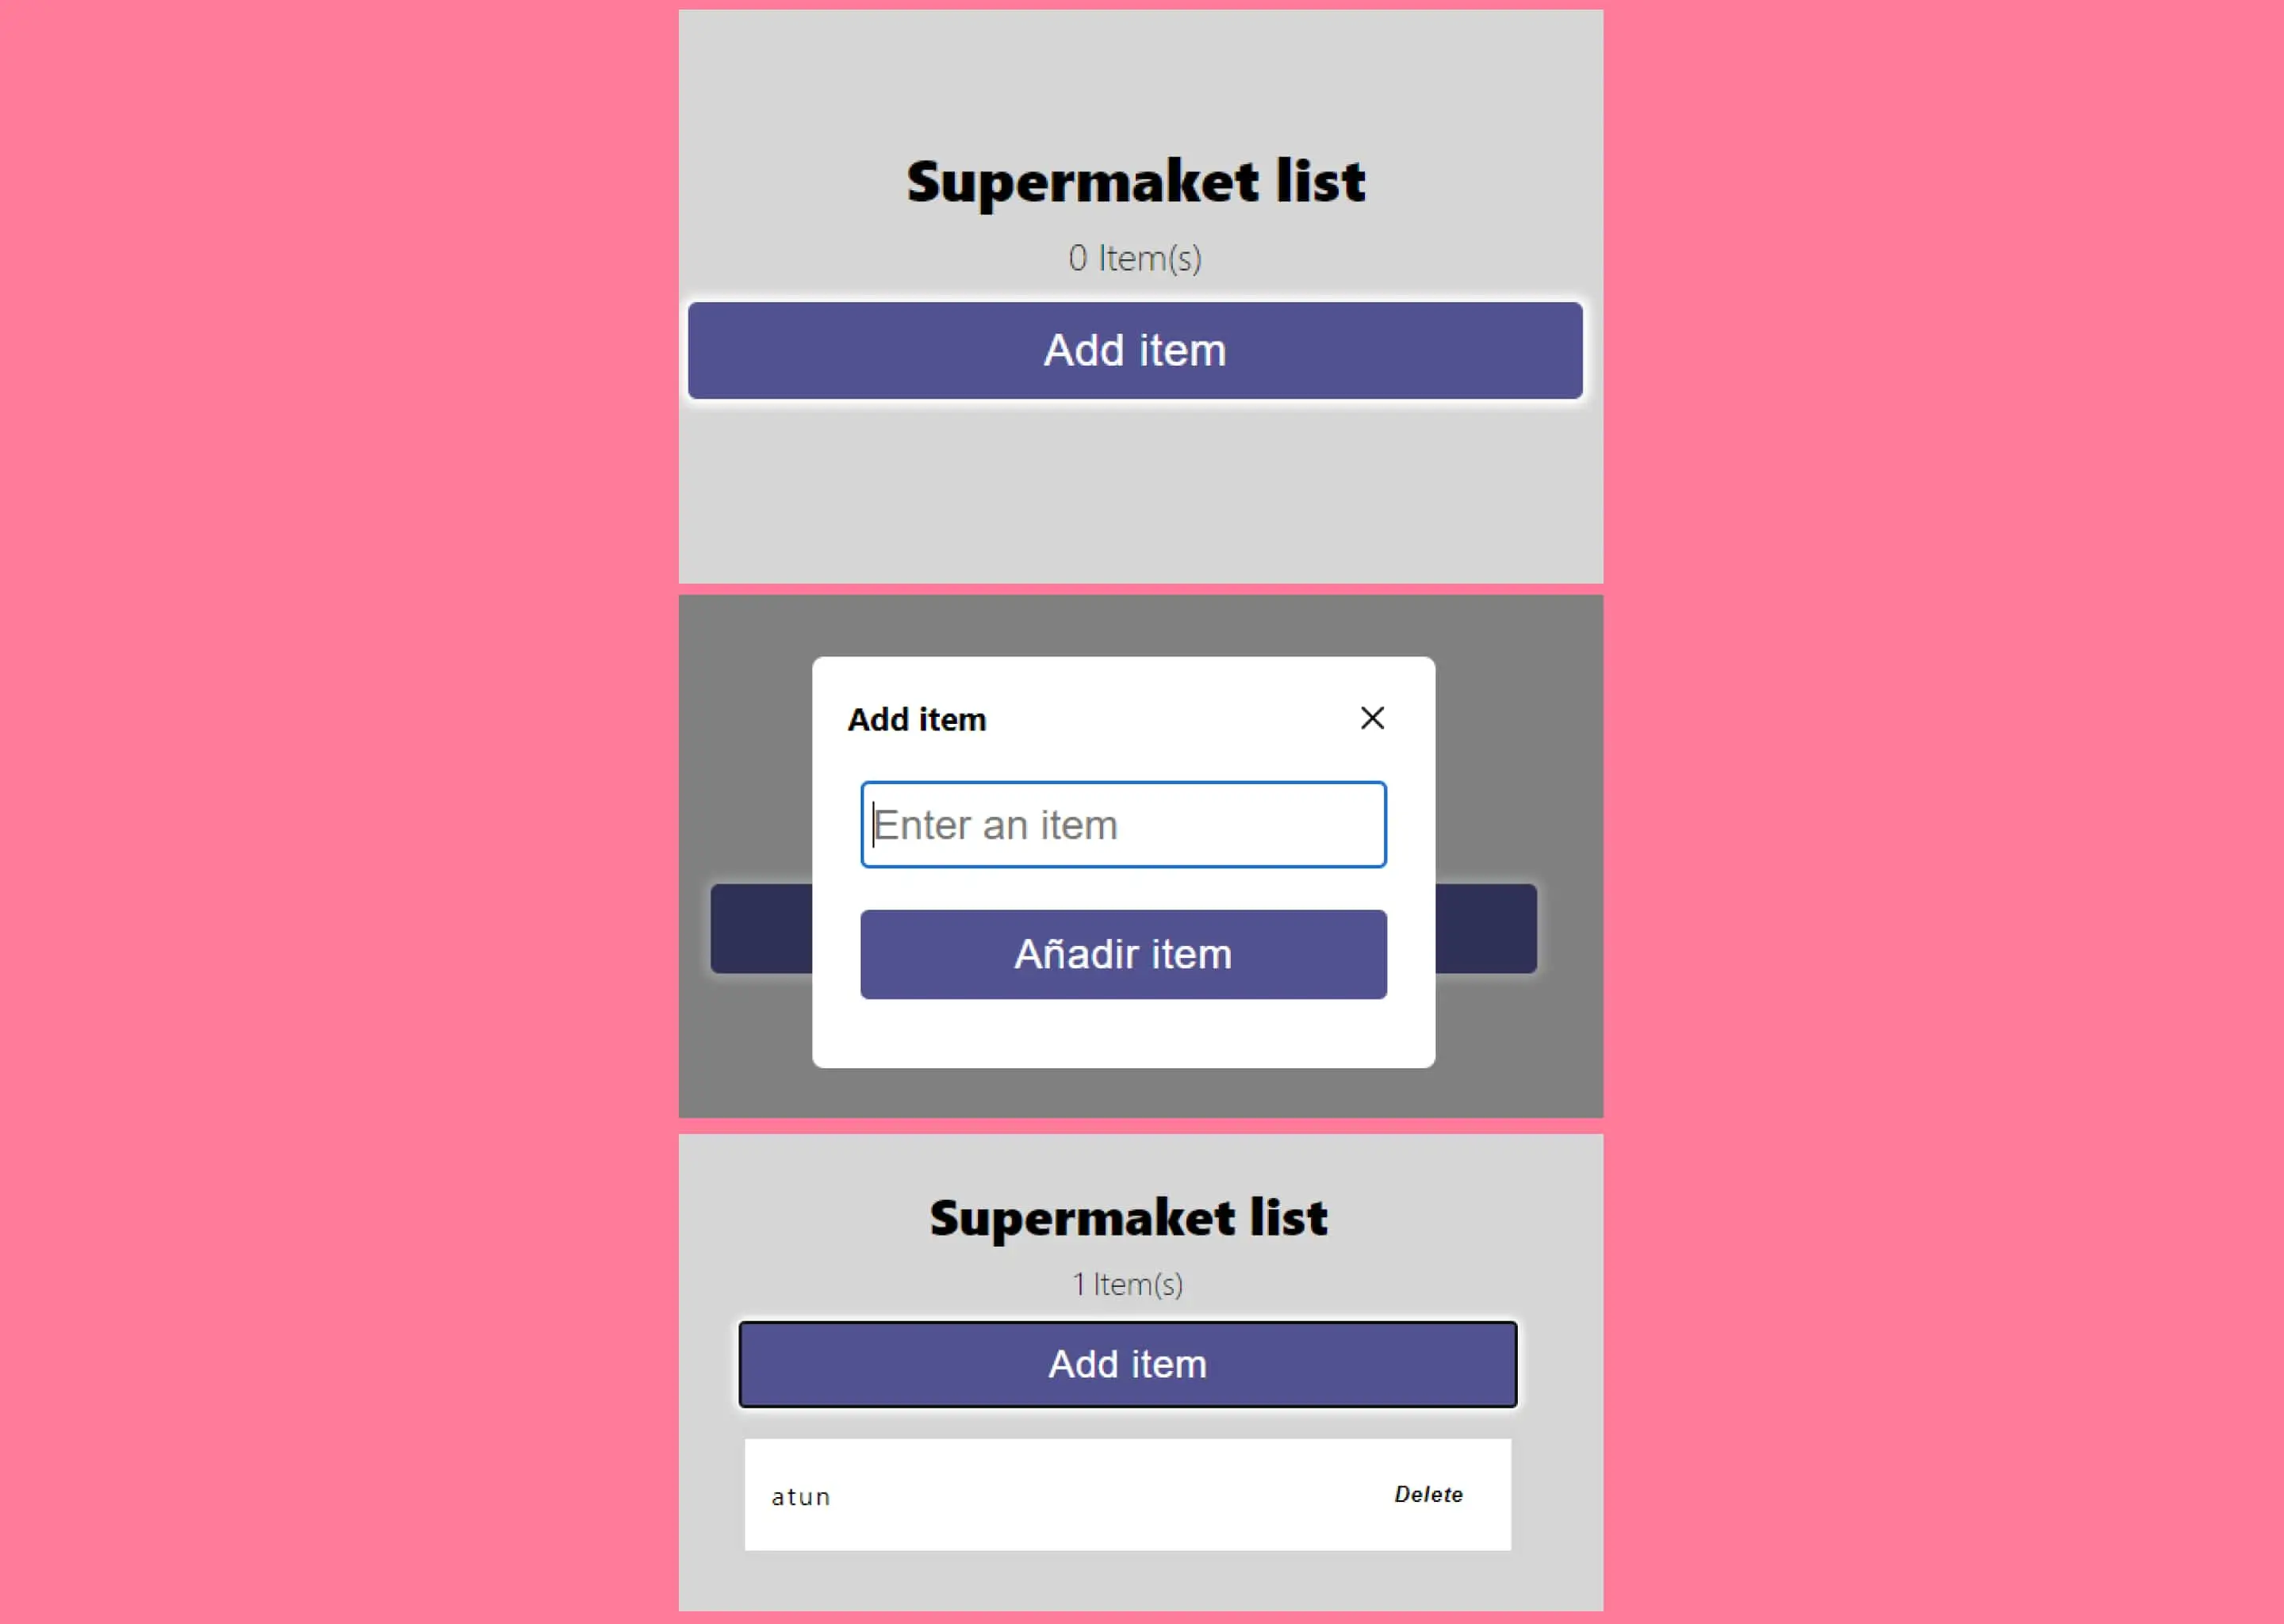 Supermaket list
0 Item(s)
Add item
Add item
Enter an item
Añadir item
Supermaket list
1 Item(s)
Add item
atun Delete